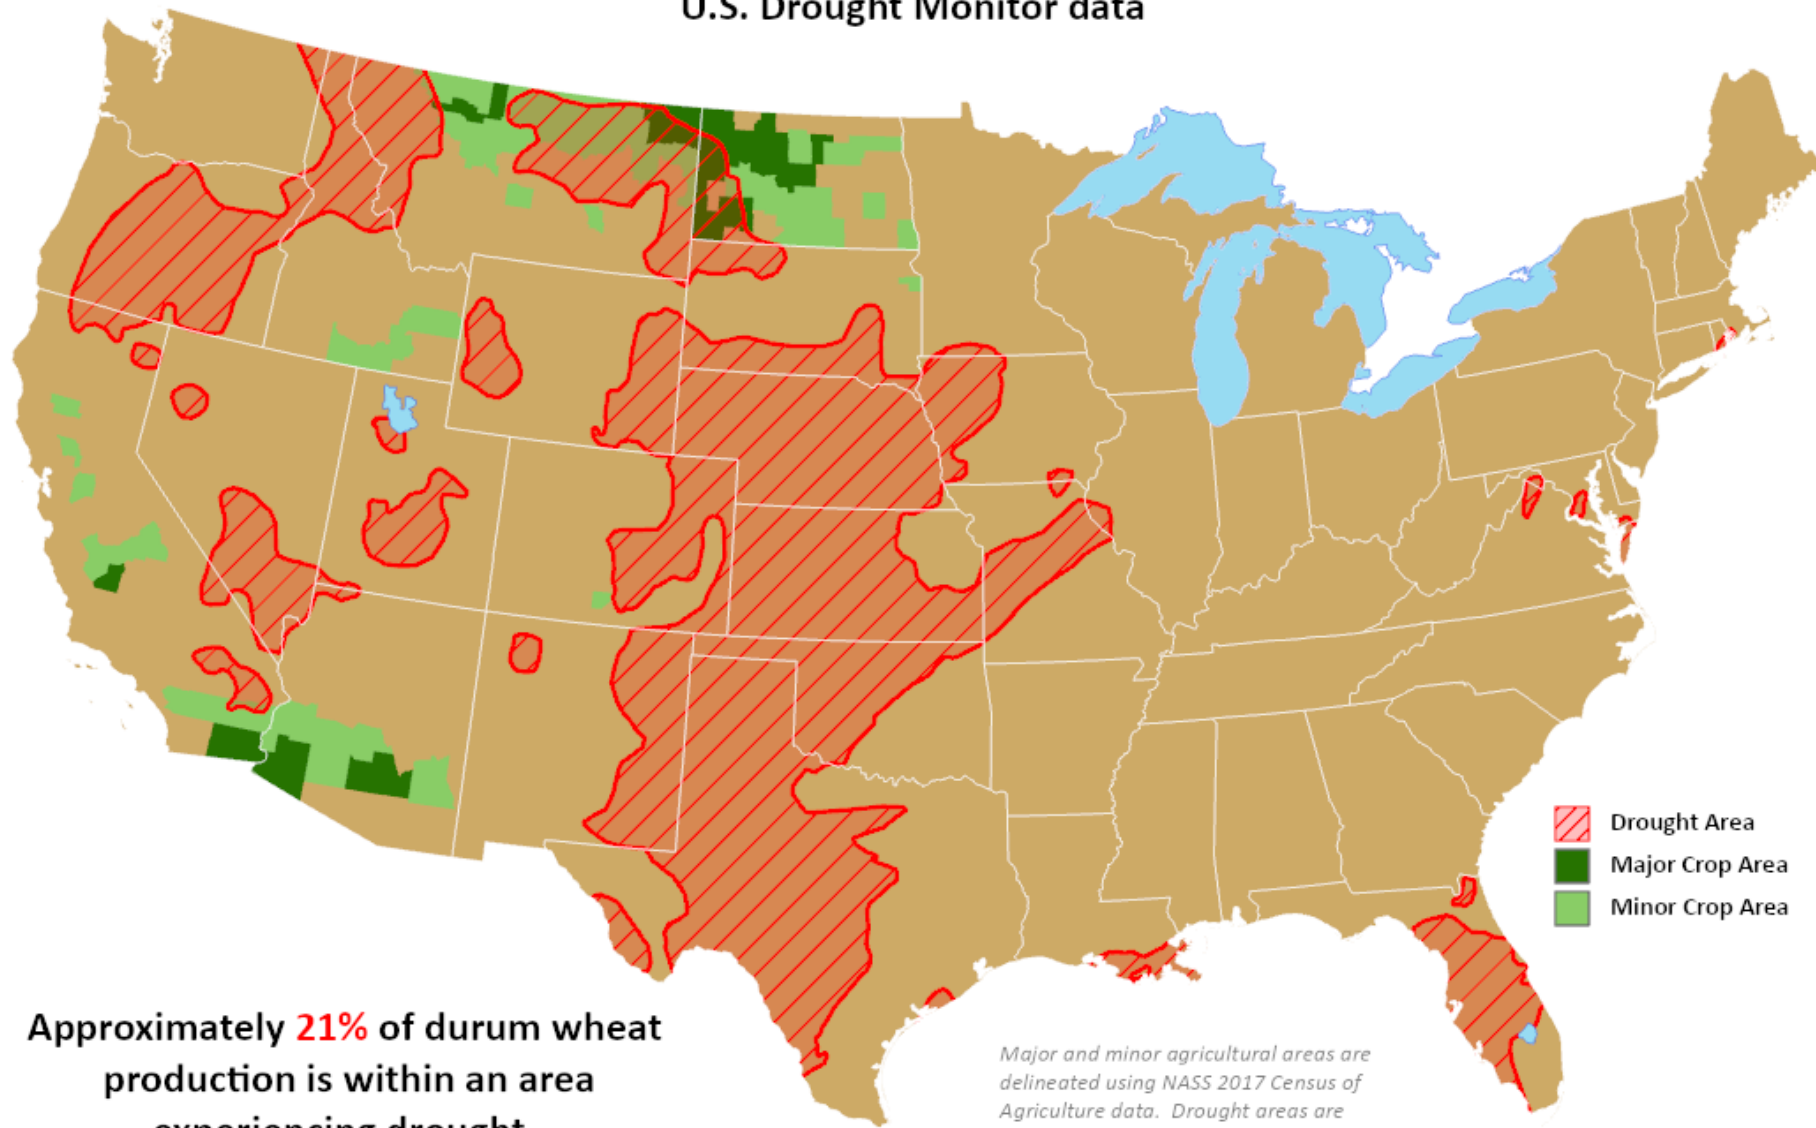 U.S. Drought Monitor data
Drought Area
Major Crop Area
Minor Crop Area
Approximately 21% of durum wheat
production is within an area
experiencing drought
Major and minor agricultural areas are
delineated using NASS 2017 Census of
Agriculture data. Drought areas are